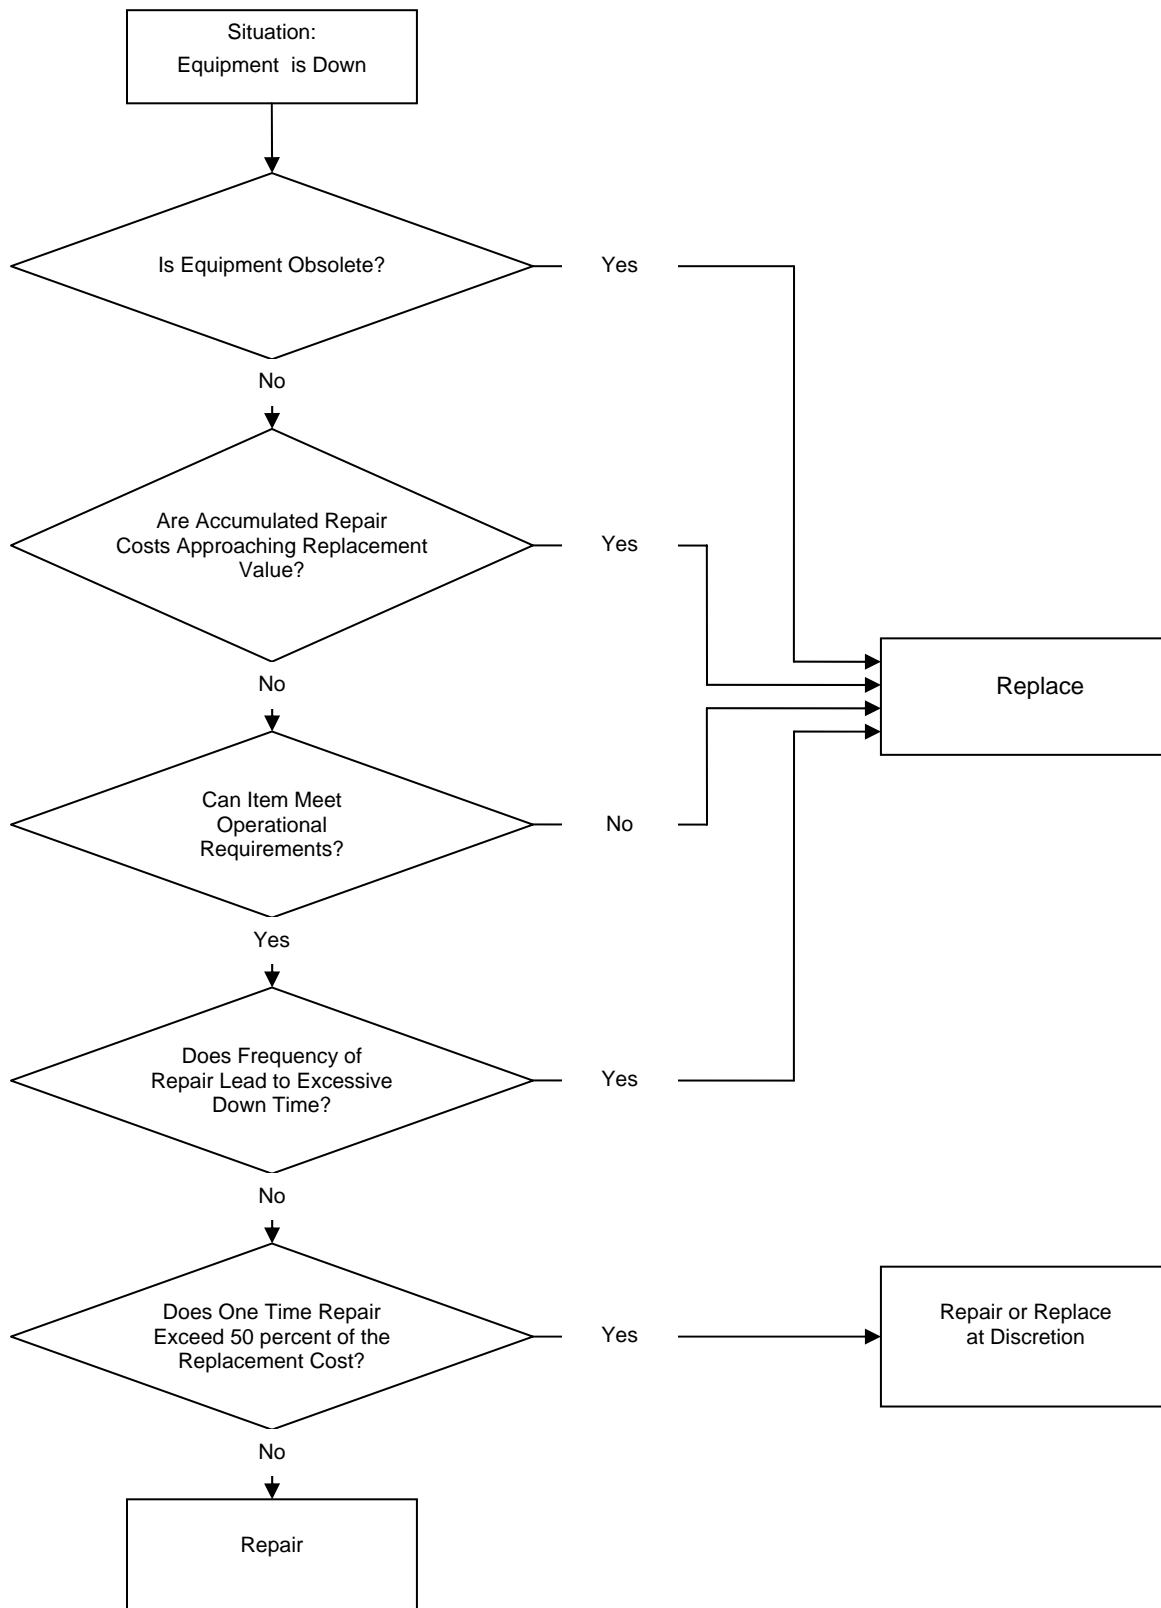 Situation:
Equipment  is Down
Is Equipment Obsolete?
Yes
No
Are Accumulated Repair
Costs Approaching Replacement
Value?
Yes
No
Replace
Can Item Meet
Operational
Requirements?
No
Yes
Does Frequency of
Repair Lead to Excessive
Down Time?
Yes
No
Does One Time Repair
Exceed 50 percent of the
Replacement Cost?
Yes
Repair or Replace
at Discretion
No
Repair